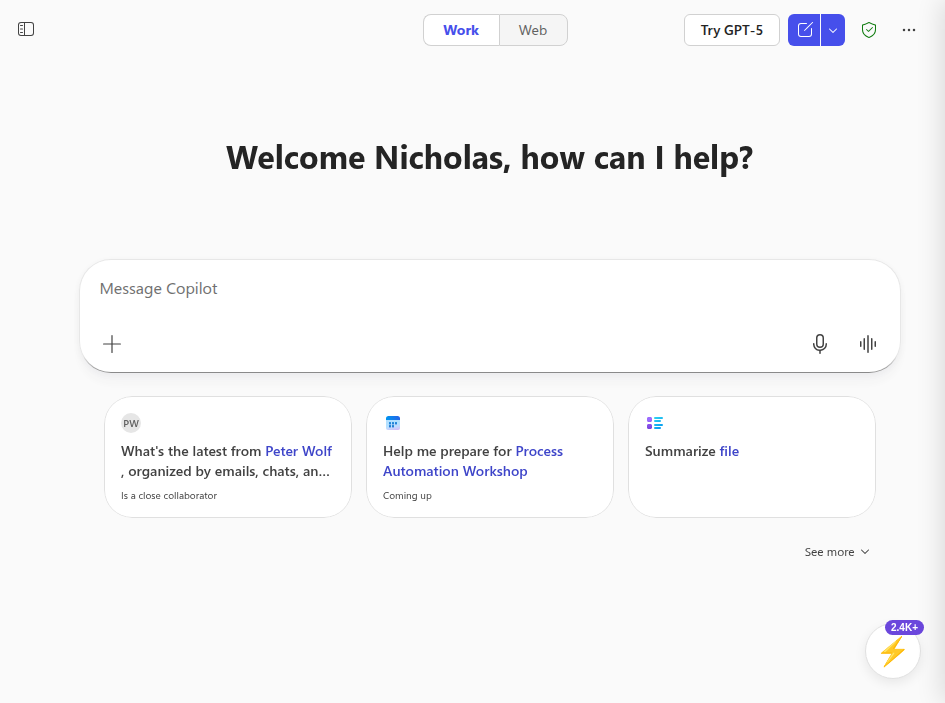 Work
Web
Try GPT-5
Welcome Nicholas, how can I help?
Message Copilot
PW
What's the latest from Peter Wolf
, organized by emails, chats, an...
Is a close collaborator
Help me prepare for Process
Automation Workshop
Coming up
Summarize file
See more
2.4K+